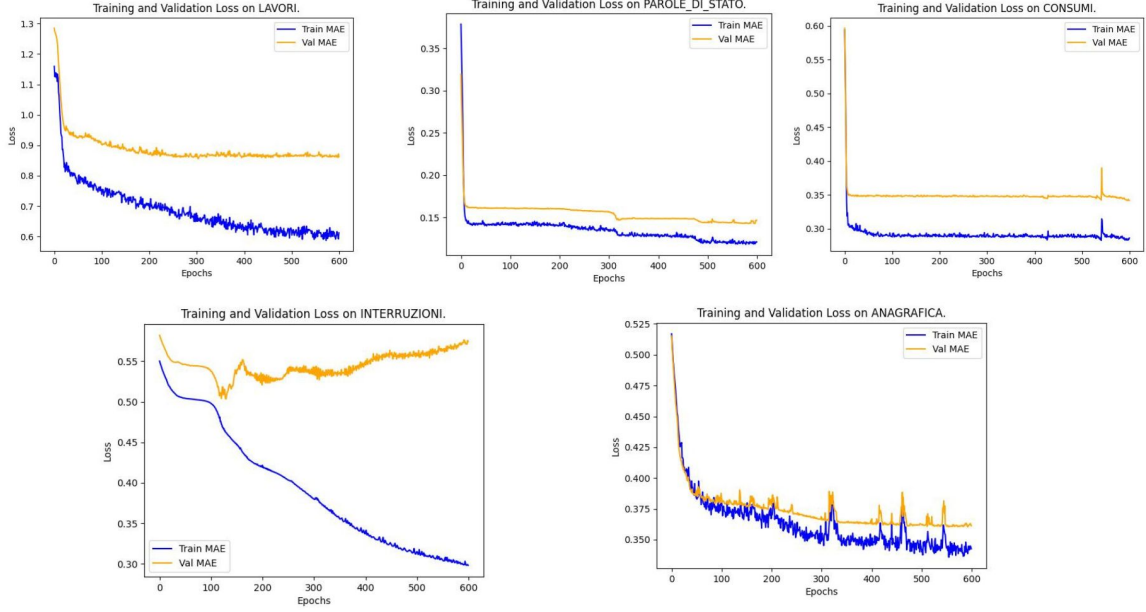 Training and Validation Loss on LAVORI.
1.3
1.2
1.1
1.0
0.9
0.8
0.7
0.6
Loss
Train MAE
Val MAE
0 100 200 300 400 500 600
Epochs
Training and Validation Loss on PAROLE_DI_STATO.
0.35
0.30
0.25
0.20
0.15
Loss
Train MAE
Val MAE
0 100 200 300 400 500 600
Epochs
Training and Validation Loss on CONSUMI.
0.60
0.55
0.50
0.45
0.40
0.35
0.30
Loss
Train MAE
Val MAE
0 100 200 300 400 500 600
Epochs
Training and Validation Loss on INTERRUZIONI.
0.55
0.50
0.45
0.40
0.35
0.30
Loss
Train MAE
Val MAE
0 100 200 300 400 500 600
Epochs
Training and Validation Loss on ANAGRAFICA.
0.525
0.500
0.475
0.450
0.425
0.400
0.375
0.350
Loss
Train MAE
Val MAE
0 100 200 300 400 500 600
Epochs